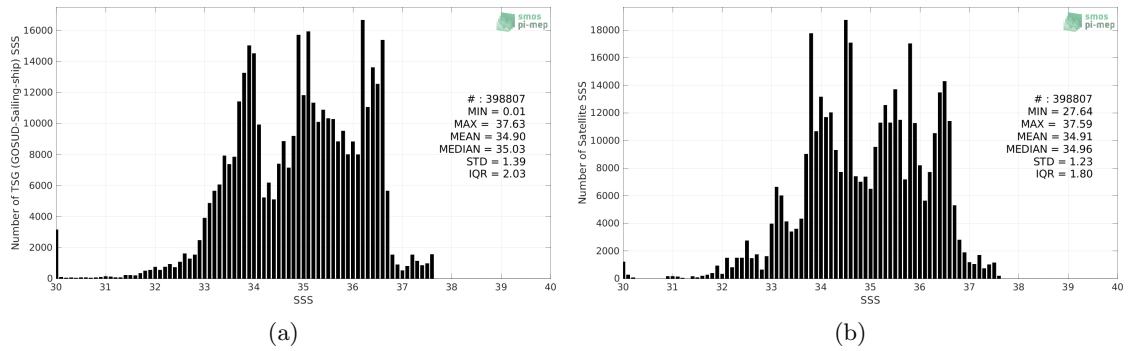 16000
14000
12000
10000
8000
6000
4000
2000
0
Number of TSG (GOSUD-Sailing-ship) SSS
smos
pi-mep
# : 398807
MIN = 0.01
MAX = 37.63
MEAN = 34.90
MEDIAN = 35.03
STD = 1.39
IQR = 2.03
30 31 32 33 34 35 36 37 38 39 40
SSS
(a)
18000
16000
14000
12000
10000
8000
6000
4000
2000
0
Number of Satellite SSS
smos
pi-mep
# : 398807
MIN = 27.64
MAX = 37.59
MEAN = 34.91
MEDIAN = 34.96
STD = 1.23
IQR = 1.80
30 31 32 33 34 35 36 37 38 39 40
SSS
(b)